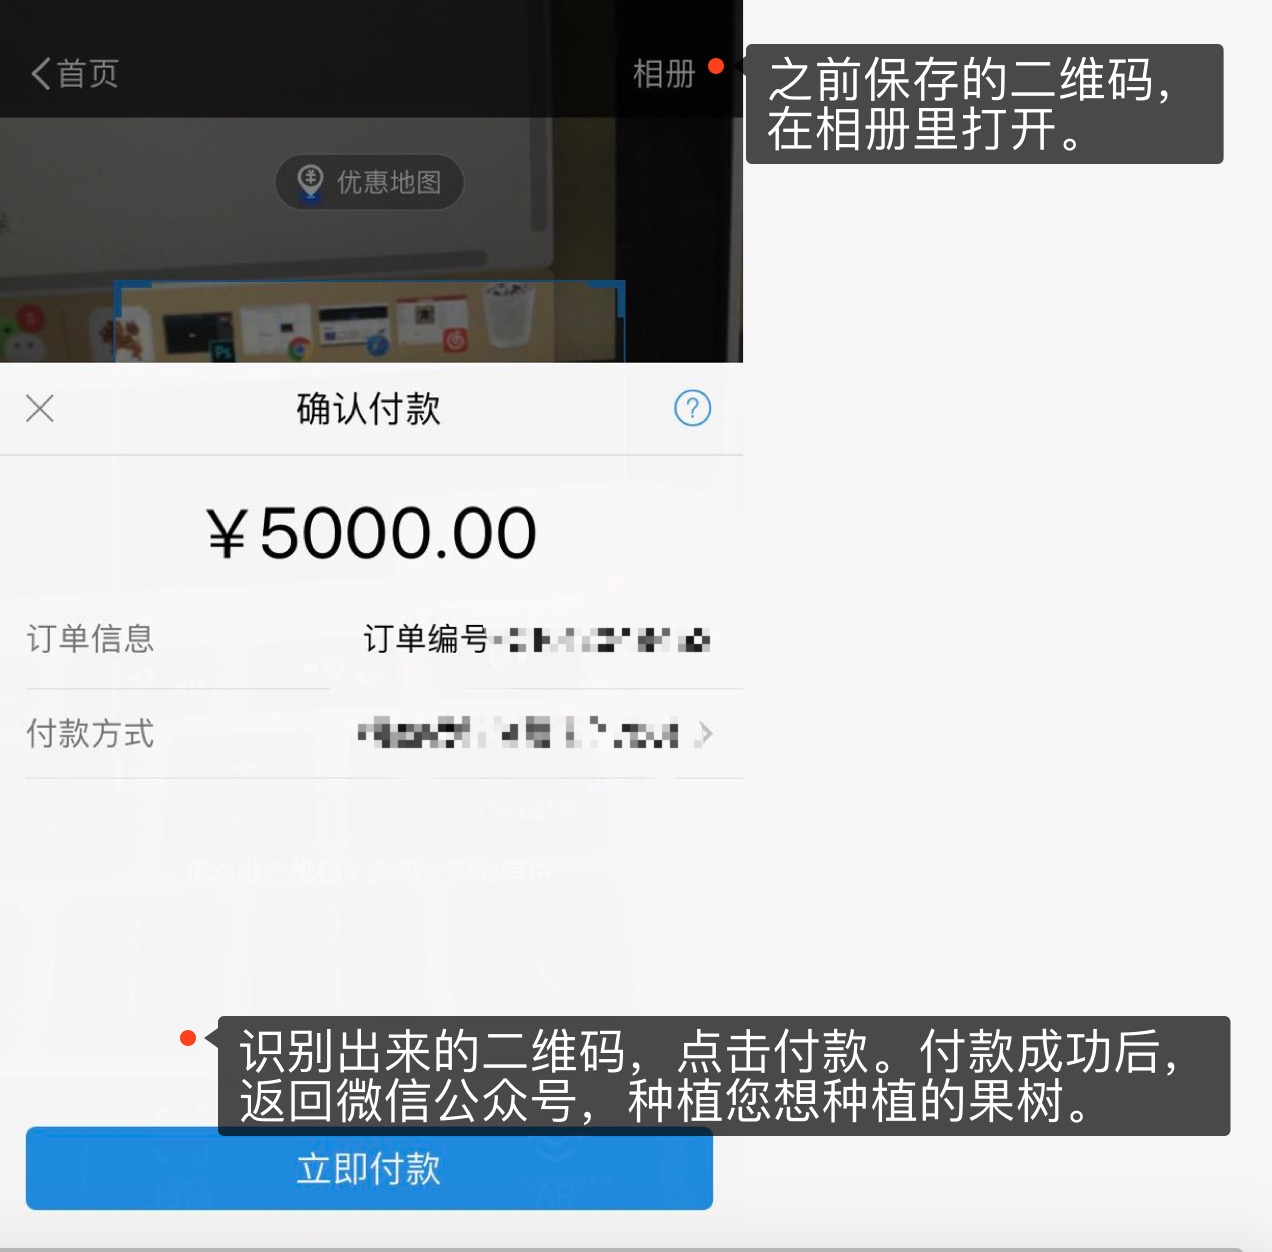 首页
相册
之前保存的二维码，
在相册里打开。
优惠地图
3
Ps
确认付款
?
￥5000.00
订单信息
订单编号
付款方式
delete
识别出来的二维码，点击付款。付款成功后，
返回微信公众号，种植您想种植的果树。
立即付款
AR